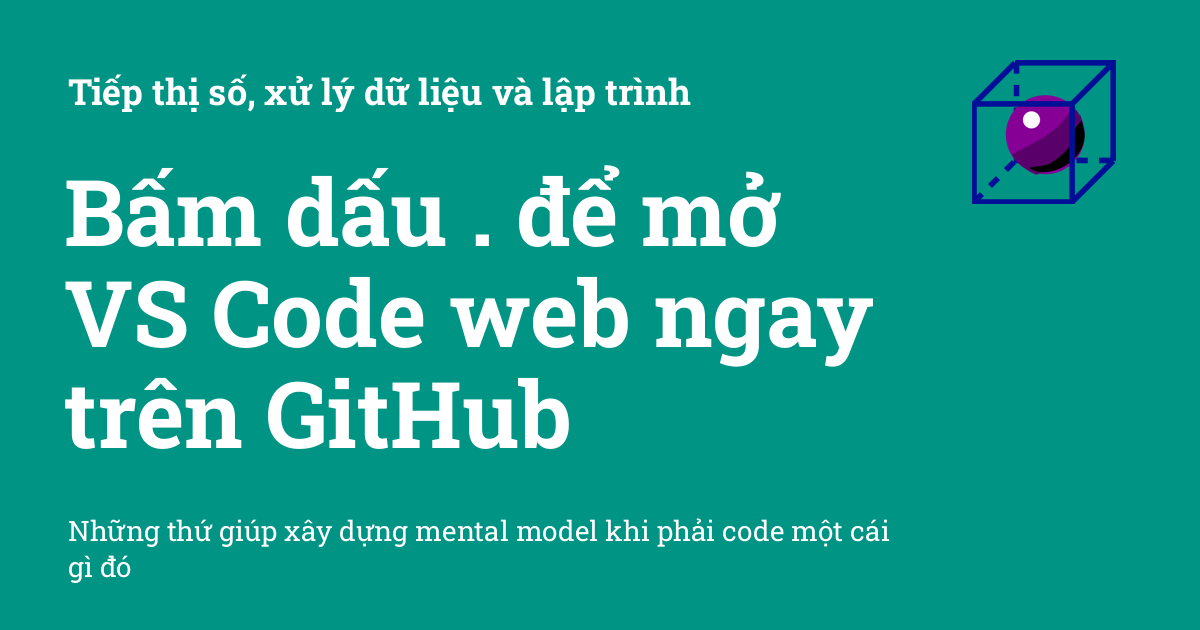 Tiếp thị số, xử lý dữ liệu và lập trình
Bấm dấu . để mở
VS Code web ngay
trên GitHub
Những thứ giúp xây dựng mental model khi phải code một cái
gì đó